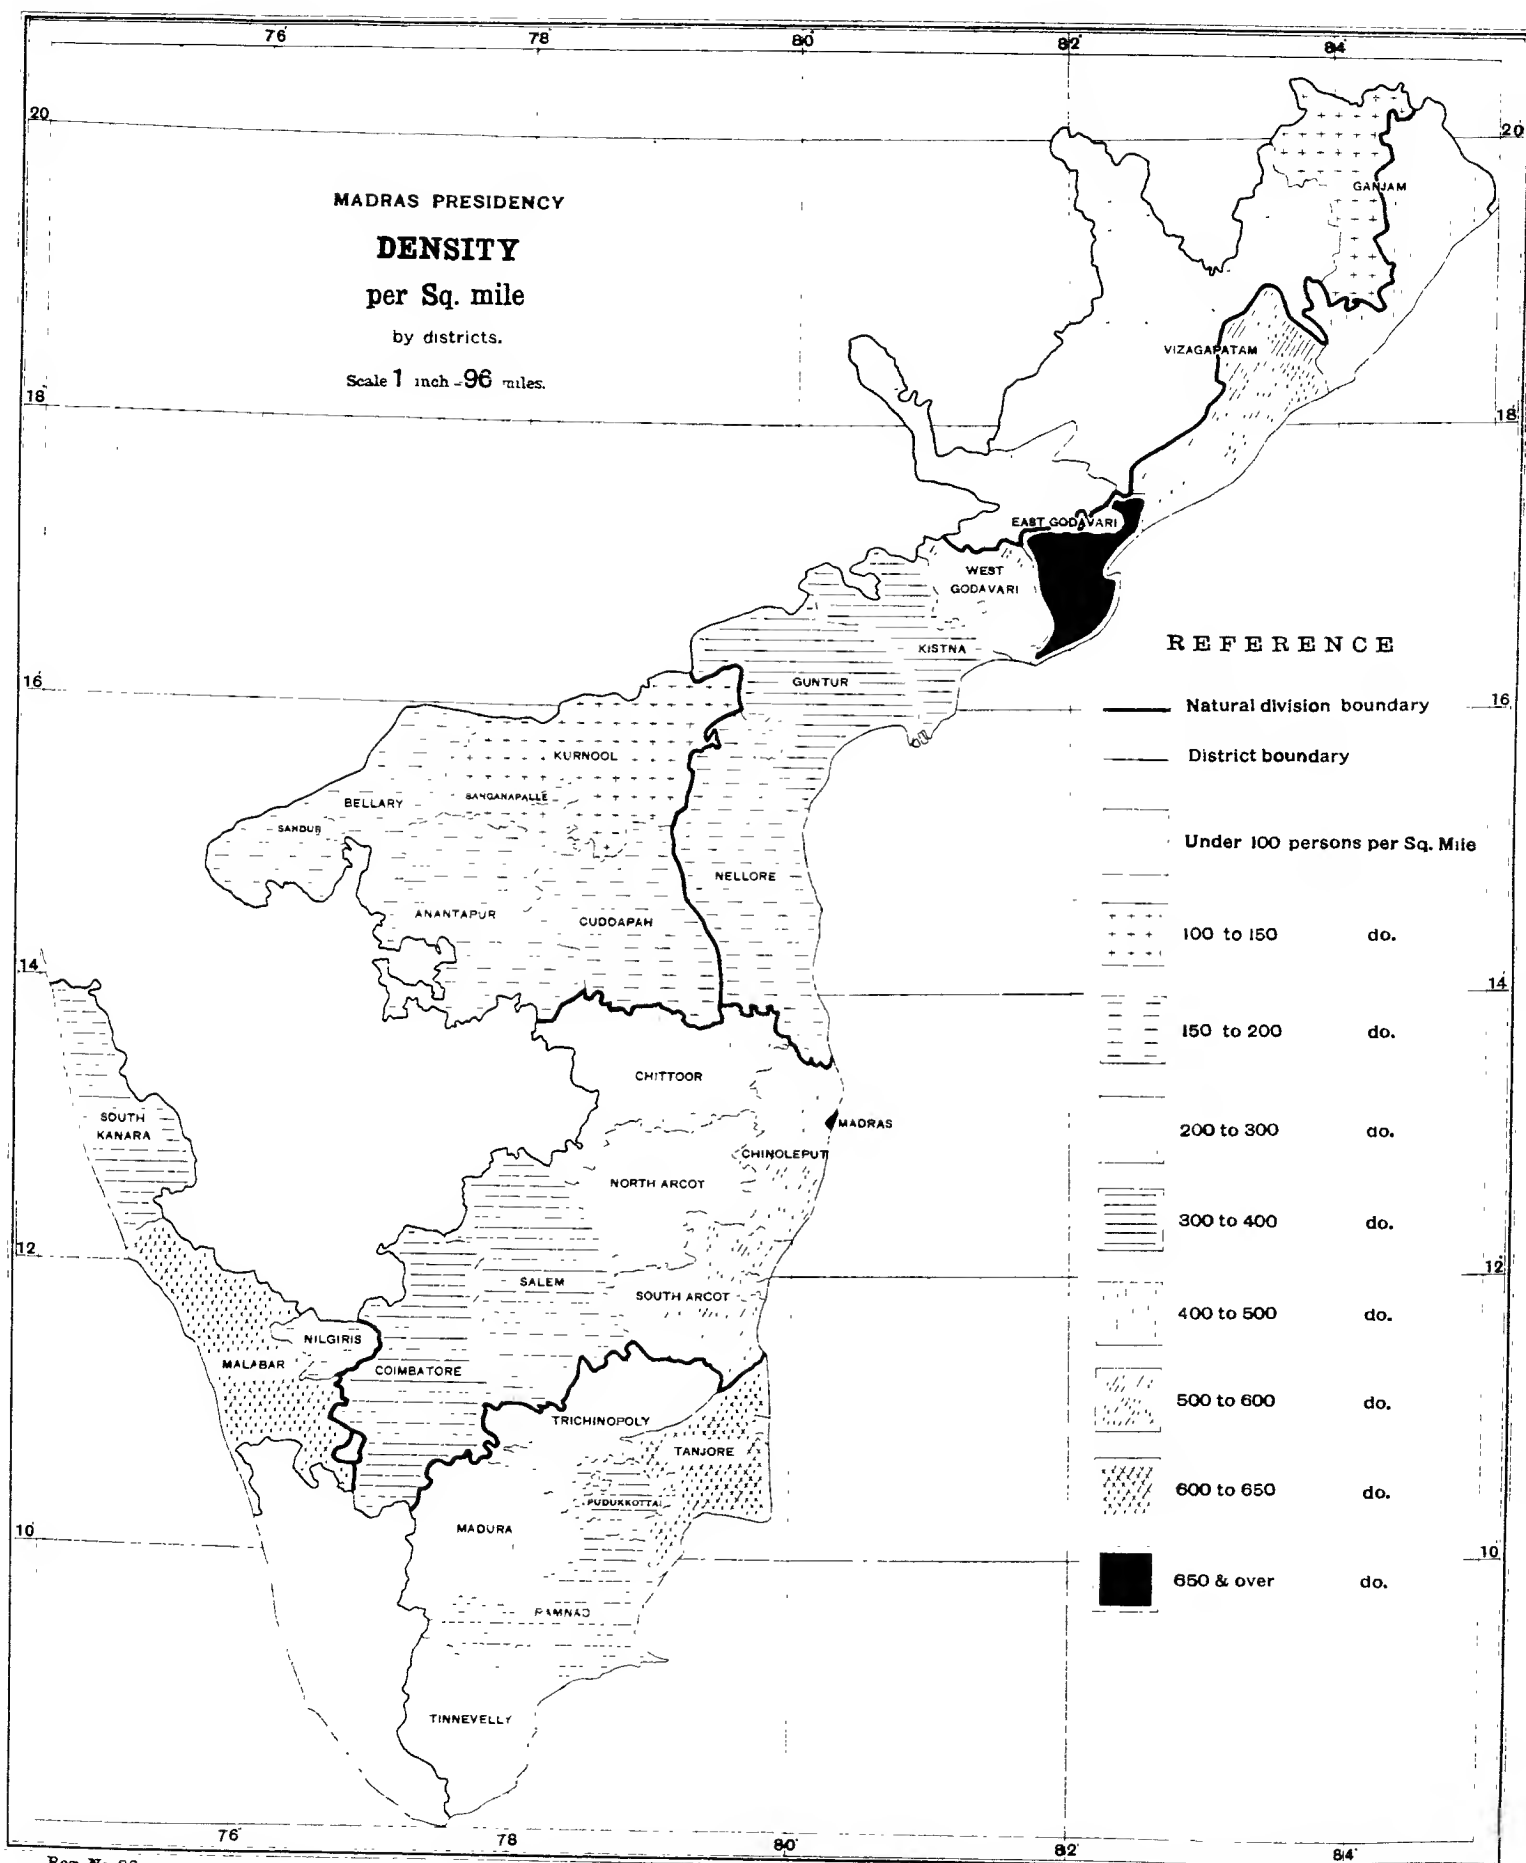 76° 78° 80° 82° 84°
20 20
MADRAS PRESIDENCY
DENSITY
per Sq. mile
by districts.
Scale 1 inch = 96 miles.
GANJAM
VIZAGAPATAM
18 18
EAST GODAVARI
WEST
GODAVARI
KISTNA
GUNTUR
16 16
KURNOOL
BANGANAPALLE
BELLARY
SANDUR
NELLORE
ANANTAPUR
CUDDAPAH
14 14
CHITTOOR
SOUTH
KANARA
MADRAS
CHINGLEPUT
NORTH ARCOT
12 12
SALEM
SOUTH ARCOT
NILGIRIS
MALABAR
COIMBATORE
TRICHINOPOLY
TANJORE
PUDUKKOTTAI
MADURA
10 10
RAMNAD
TINNEVELLY
REFERENCE
Natural division boundary
District boundary
Under 100 persons per Sq. Mile
100 to 150 do.
150 to 200 do.
200 to 300 do.
300 to 400 do.
400 to 500 do.
500 to 600 do.
600 to 650 do.
650 & over do.
76° 78 80° 82° 84°